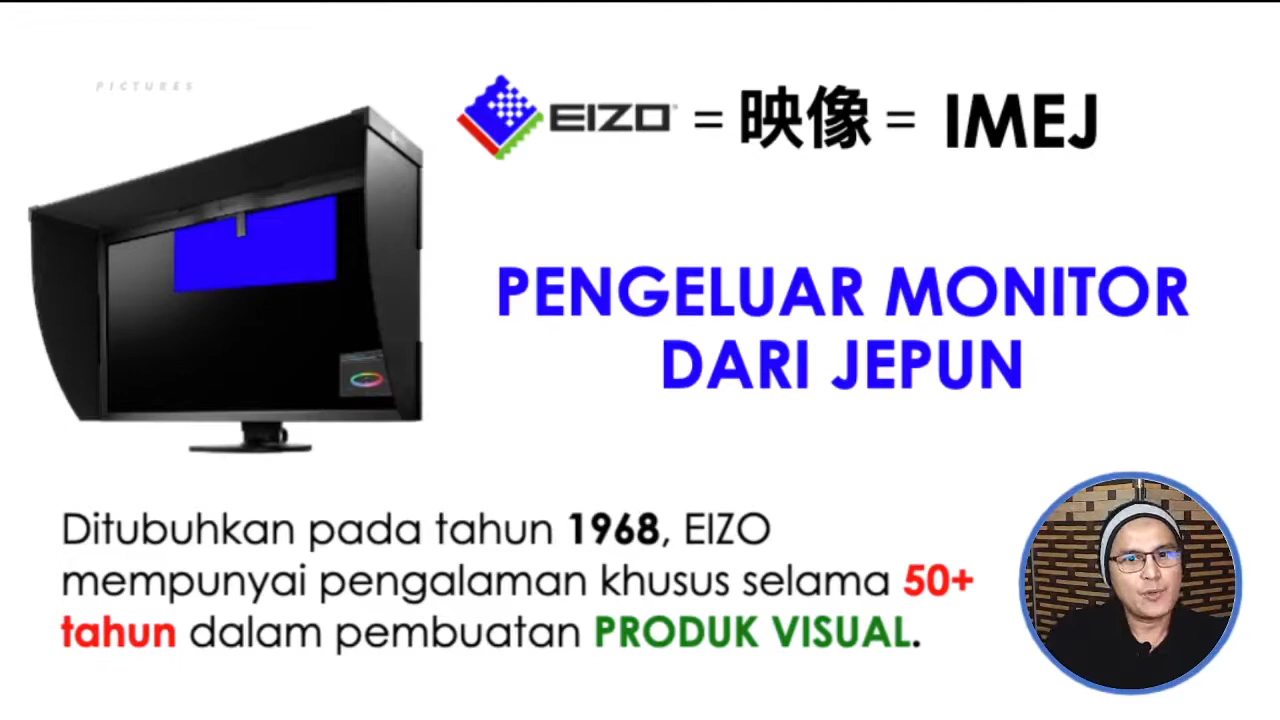 PICTURES
EIZO = 映像 = IMEJ
PENGELUAR MONITOR
DARI JEPUN
Ditubuhkan pada tahun 1968, EIZO
mempunyai pengalaman khusus selama 50+
tahun dalam pembuatan PRODUK VISUAL.